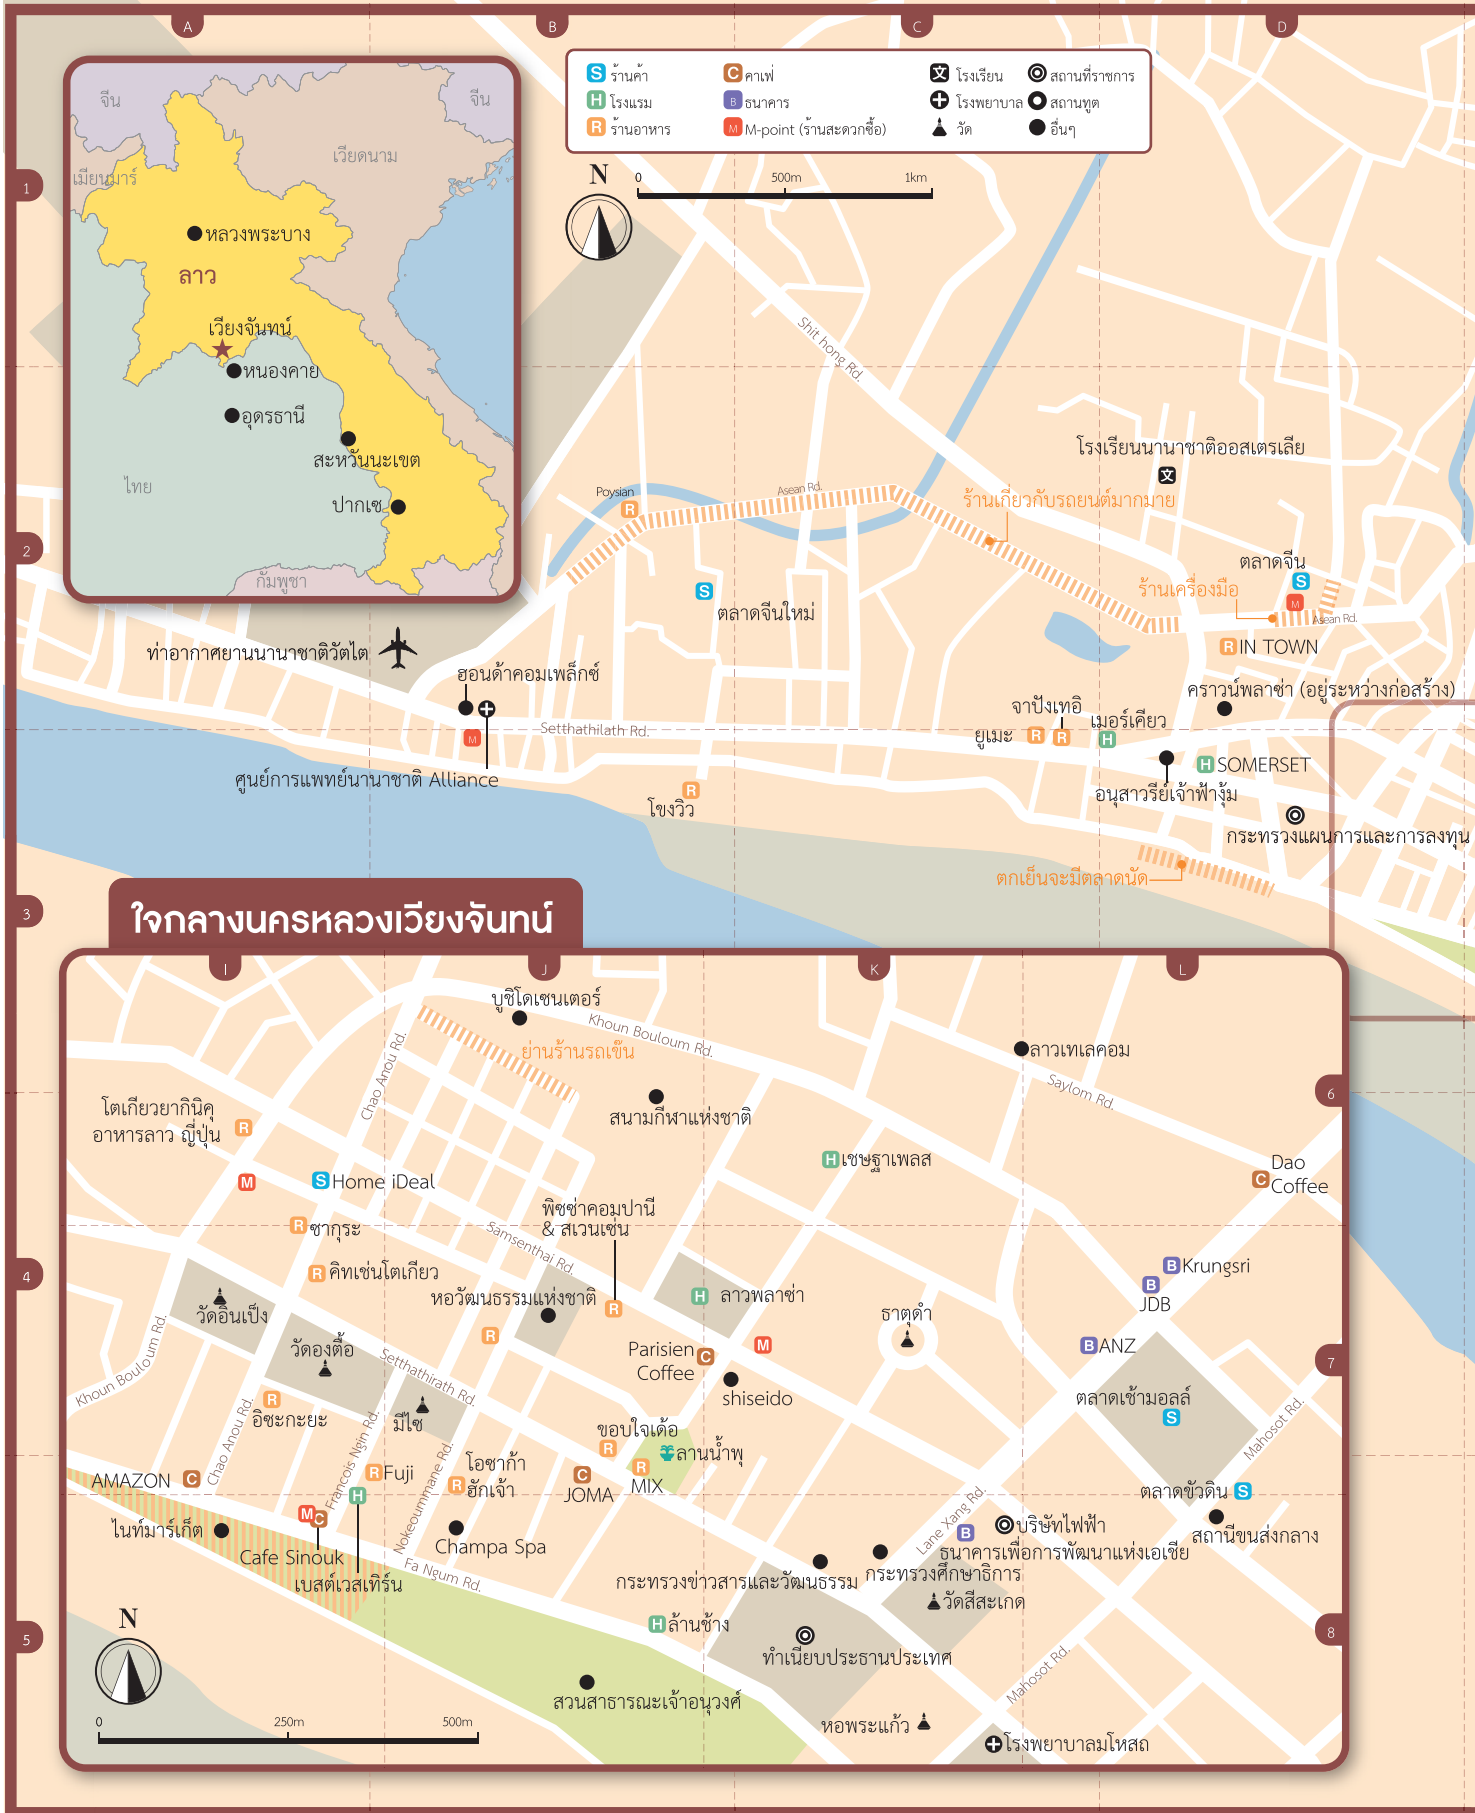 A
B
C
D
S ร้านค้า
C คาเฟ่
文 โรงเรียน
สถานที่ราชการ
H โรงแรม
B ธนาคาร
โรงพยาบาล
สถานทูต
R ร้านอาหาร
M M-point (ร้านสะดวกซื้อ)
วัด
อื่นๆ
N
0 500m 1km
1
2
3
4
5
จีน
จีน
เวียดนาม
เมียนมาร์
หลวงพระบาง
ลาว
เวียงจันทน์
หนองคาย
อุดรธานี
สะหวันนะเขต
ไทย
ปากเซ
กัมพูชา
Shit hong Rd.
โรงเรียนนานาชาติออสเตรเลีย
文
Poysian
R
Asean Rd.
ร้านเกี่ยวกับรถยนต์มากมาย
ตลาดจีน
S
M
ร้านเครื่องมือ
Asean Rd.
S
ตลาดจีนใหม่
R IN TOWN
ท่าอากาศยานนานาชาติวัตไต
ฮอนด้าคอมเพล็กซ์
M
Setthathilath Rd.
ศูนย์การแพทย์นานาชาติ Alliance
R
โขงวิว
จาปังเทอิ
R
ยูเมะ R
เมอร์เคียว
H
คราวน์พลาซ่า (อยู่ระหว่างก่อสร้าง)
H SOMERSET
อนุสาวรีย์เจ้าฟ้างุ้ม
กระทรวงแผนการและการลงทุน
ตกเย็นจะมีตลาดนัด
ใจกลางนครหลวงเวียงจันทน์
I
J
K
L
6
7
8
บูชิโดเซนเตอร์
Khoun Bouloum Rd.
ย่านร้านรถเข็น
Chao Anou Rd.
ลาวเทเลคอม
Saylom Rd.
สนามกีฬาแห่งชาติ
โตเกียวยากินิคุ
อาหารลาว ญี่ปุ่น
R
H เชษฐาเพลส
Dao
Coffee
C
M
S Home iDeal
พิซซ่าคอมปานี
& สเวนเซ่น
R
R ซากุระ
Samsenthai Rd.
R คิทเช่นโตเกียว
B Krungsri
B
JDB
หอวัฒนธรรมแห่งชาติ
R
H ลาวพลาซ่า
วัดอินเป็ง
ธาตุดำ
วัดองตื้อ
Parisien
Coffee
C
M
B ANZ
Khoun Bouloum Rd.
Setthathirath Rd.
shiseido
ตลาดเช้ามอลล์
S
R
อิซะกะยะ
มีไซ
Mahosot Rd.
Chao Anou Rd.
Francois Ngin Rd.
Nokeoummane Rd.
ขอบใจเด้อ
R
ลานน้ำพุ
AMAZON C
R Fuji
โอซาก้า
R ฮักเจ้า
C
JOMA
R
MIX
H
M
C
ตลาดขัวดิน S
ไนท์มาร์เก็ต
Lane Xang Rd.
บริษัทไฟฟ้า
สถานีขนส่งกลาง
Cafe Sinouk
Champa Spa
B
ธนาคารเพื่อการพัฒนาแห่งเอเชีย
เบสต์เวสเทิร์น
Fa Ngum Rd.
กระทรวงข่าวสารและวัฒนธรรม
กระทรวงศึกษาธิการ
วัดสีสะเกด
H ล้านช้าง
N
ทำเนียบประธานประเทศ
Mahosot Rd.
สวนสาธารณะเจ้าอนุวงศ์
หอพระแก้ว
0 250m 500m
โรงพยาบาลมโหสถ